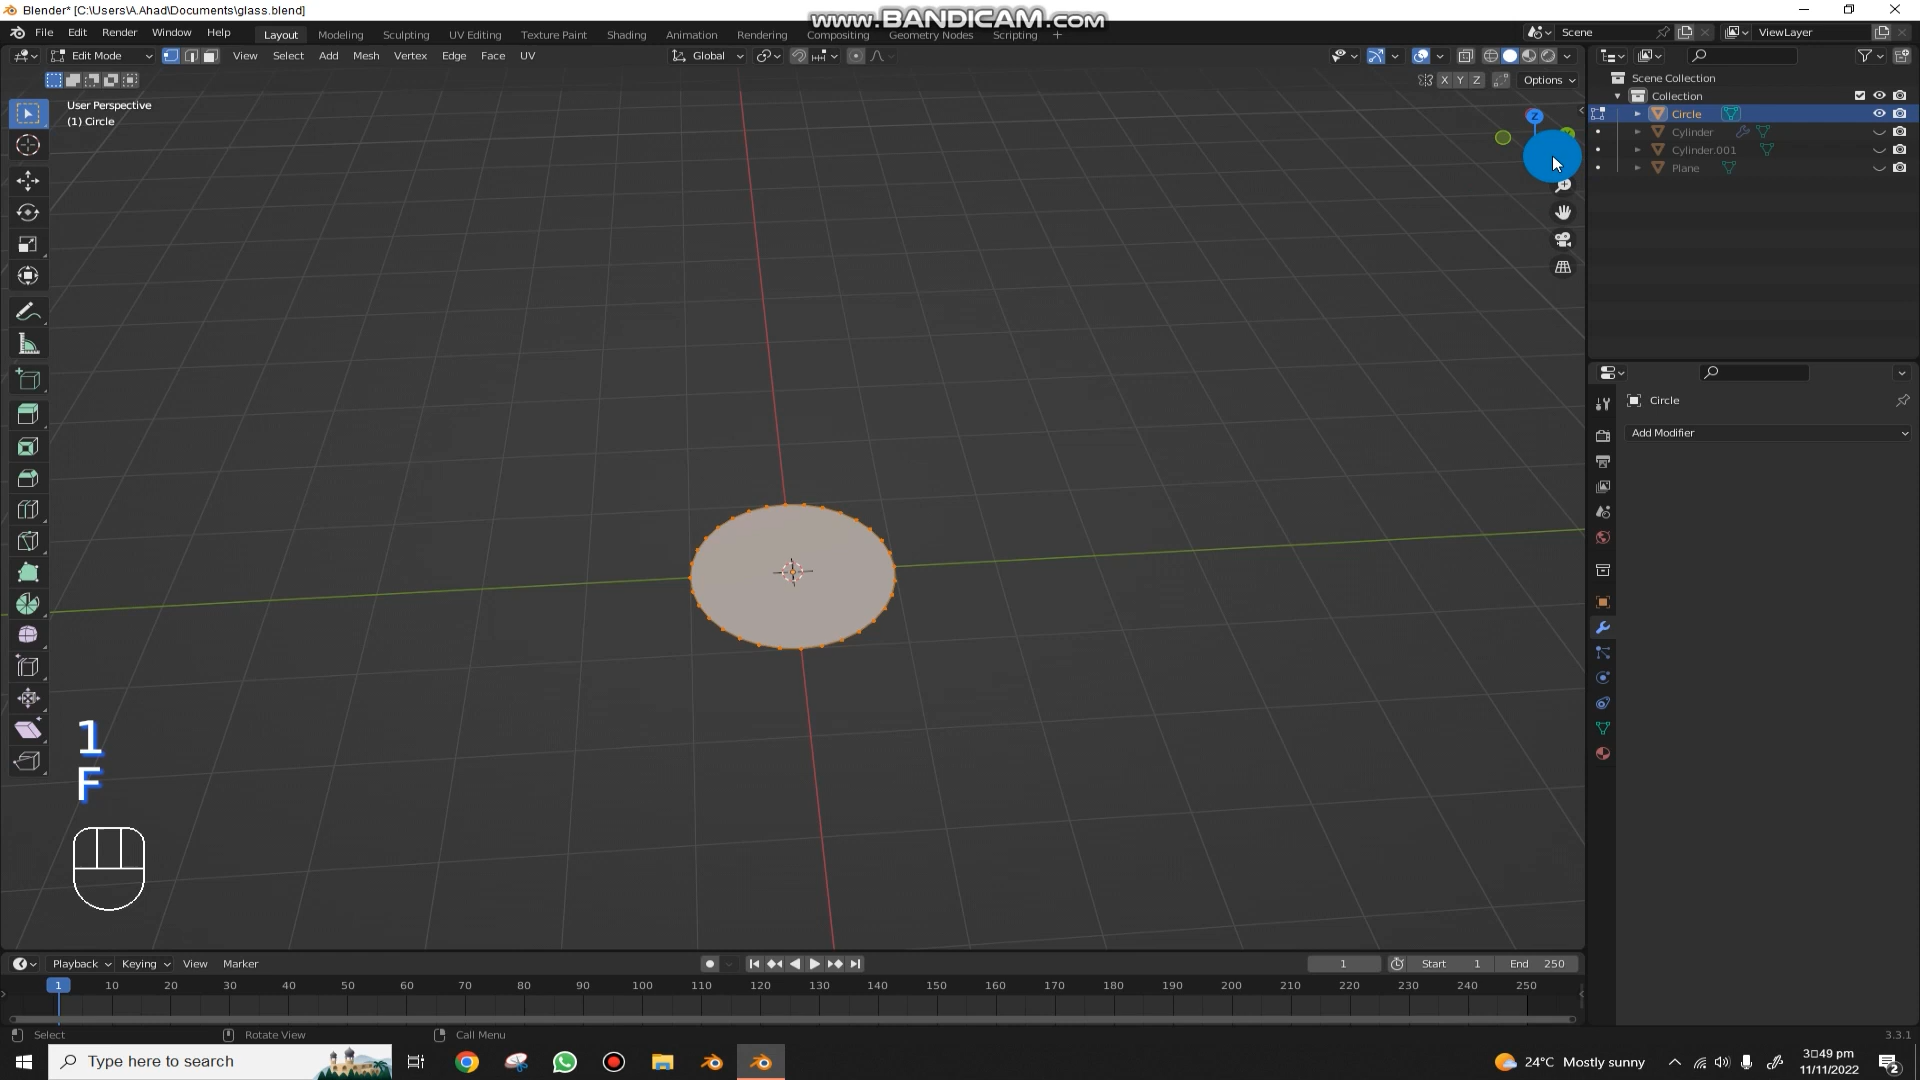 Blender* [C:\Users\A.Ahad\Documents\glass.blend]
www.BANDICAM.com
File Edit Render Window Help Layout Modeling Sculpting UV Editing Texture Paint Shading Animation Rendering Compositing Geometry Nodes Scripting + Scene ViewLayer
Edit Mode View Select Add Mesh Vertex Edge Face UV Global
X Y Z Options
User Perspective
(1) Circle
Z
Scene Collection
Collection
Circle
Cylinder
Cylinder.001
Plane
Circle
Add Modifier
1
F
Playback Keying View Marker 1 Start 1 End 250
1 10 20 30 40 50 60 70 80 90 100 110 120 130 140 150 160 170 180 190 200 210 220 230 240 250
Select Rotate View Call Menu 3.3.1
Type here to search 24°C Mostly sunny 3:49 pm
11/11/2022
2